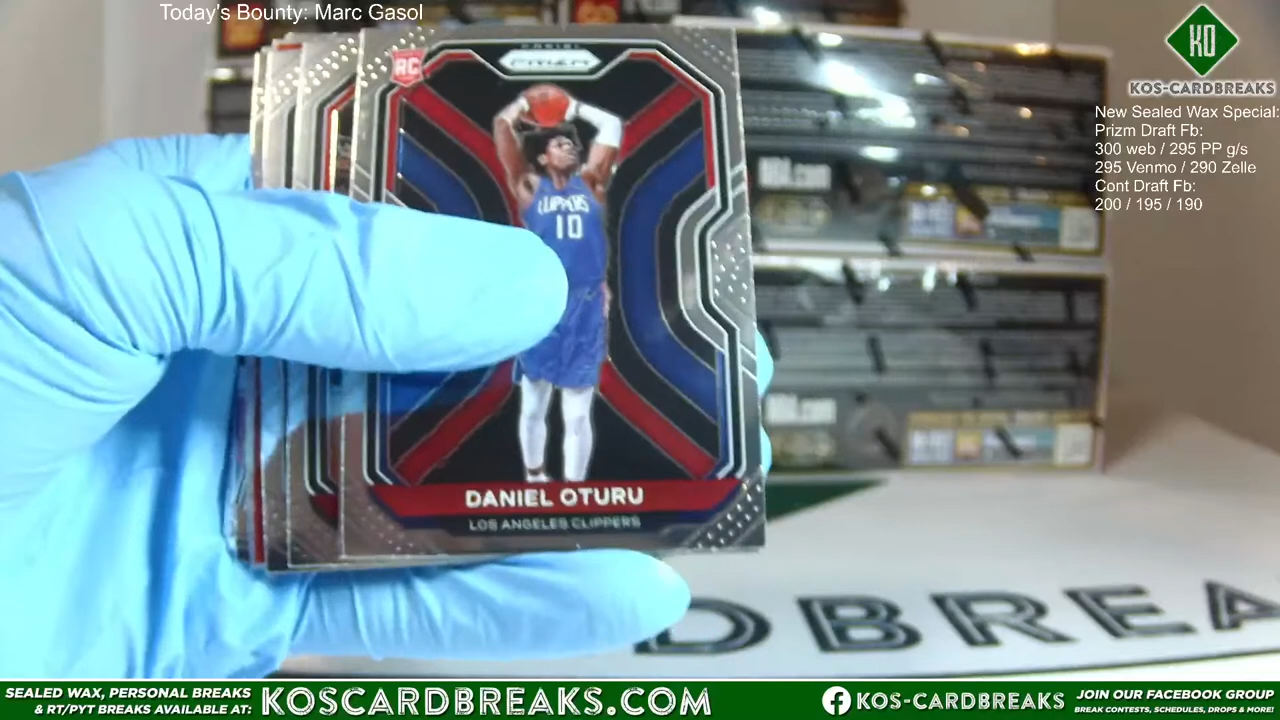 Today's Bounty: Marc Gasol
KO
KOS-CARDBREAKS
New Sealed Wax Special:
Prizm Draft Fb:
300 web / 295 PP g/s
295 Venmo / 290 Zelle
Cont Draft Fb:
200 / 195 / 190
RC
PANINI
PRIZM
CLIPPERS
10
NBA.com
NBA.com
DANIEL OTURU
LOS ANGELES CLIPPERS
DBREA
SEALED WAX, PERSONAL BREAKS
& RT/PYT BREAKS AVAILABLE AT:
KOSCARDBREAKS.COM
KOS-CARDBREAKS
JOIN OUR FACEBOOK GROUP
BREAK CONTESTS, SCHEDULES, DROPS & MORE!